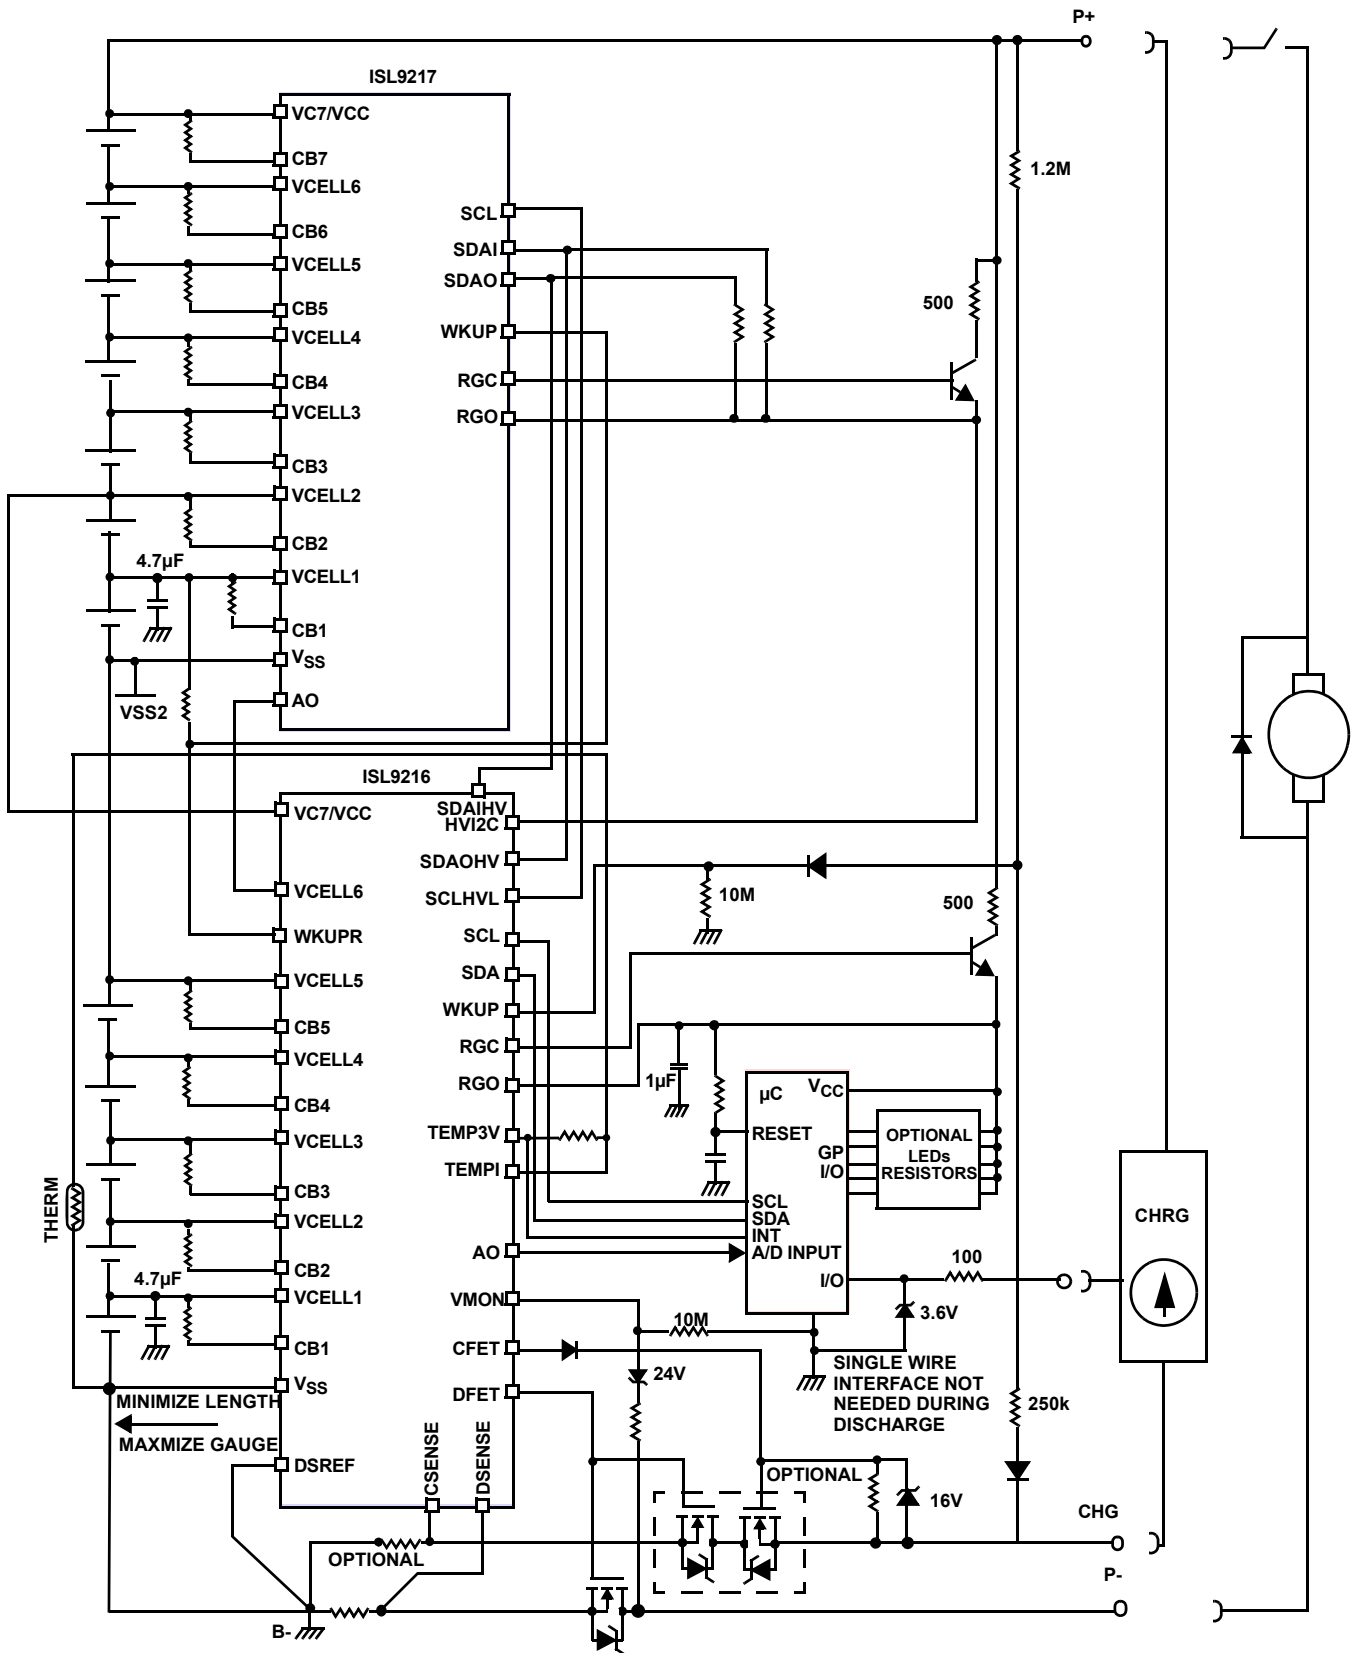 P+
ISL9217
VC7/VCC
CB7
VCELL6
CB6
VCELL5
CB5
VCELL4
CB4
VCELL3
CB3
VCELL2
CB2
4.7µF
VCELL1
CB1
VSS
VSS2
AO
SCL
SDAI
SDAO
WKUP
RGC
RGO
1.2M
500
ISL9216
VC7/VCC
VCELL6
WKUPR
VCELL5
CB5
VCELL4
CB4
VCELL3
CB3
VCELL2
CB2
4.7µF
VCELL1
CB1
VSS
MINIMIZE LENGTH
MAXMIZE GAUGE
DSREF
THERM
SDAIHV
HVI2C
SDAOHV
SCLHVL
SCL
SDA
WKUP
RGC
RGO
TEMP3V
TEMPI
AO
VMON
CFET
DFET
CSENSE
DSENSE
10M
500
1µF
µC
VCC
RESET
GP
I/O
SCL
SDA
INT
A/D INPUT
I/O
OPTIONAL
LEDs
RESISTORS
100
3.6V
10M
24V
SINGLE WIRE
INTERFACE NOT
NEEDED DURING
DISCHARGE
250k
CHRG
OPTIONAL
16V
CHG
P-
OPTIONAL
B-